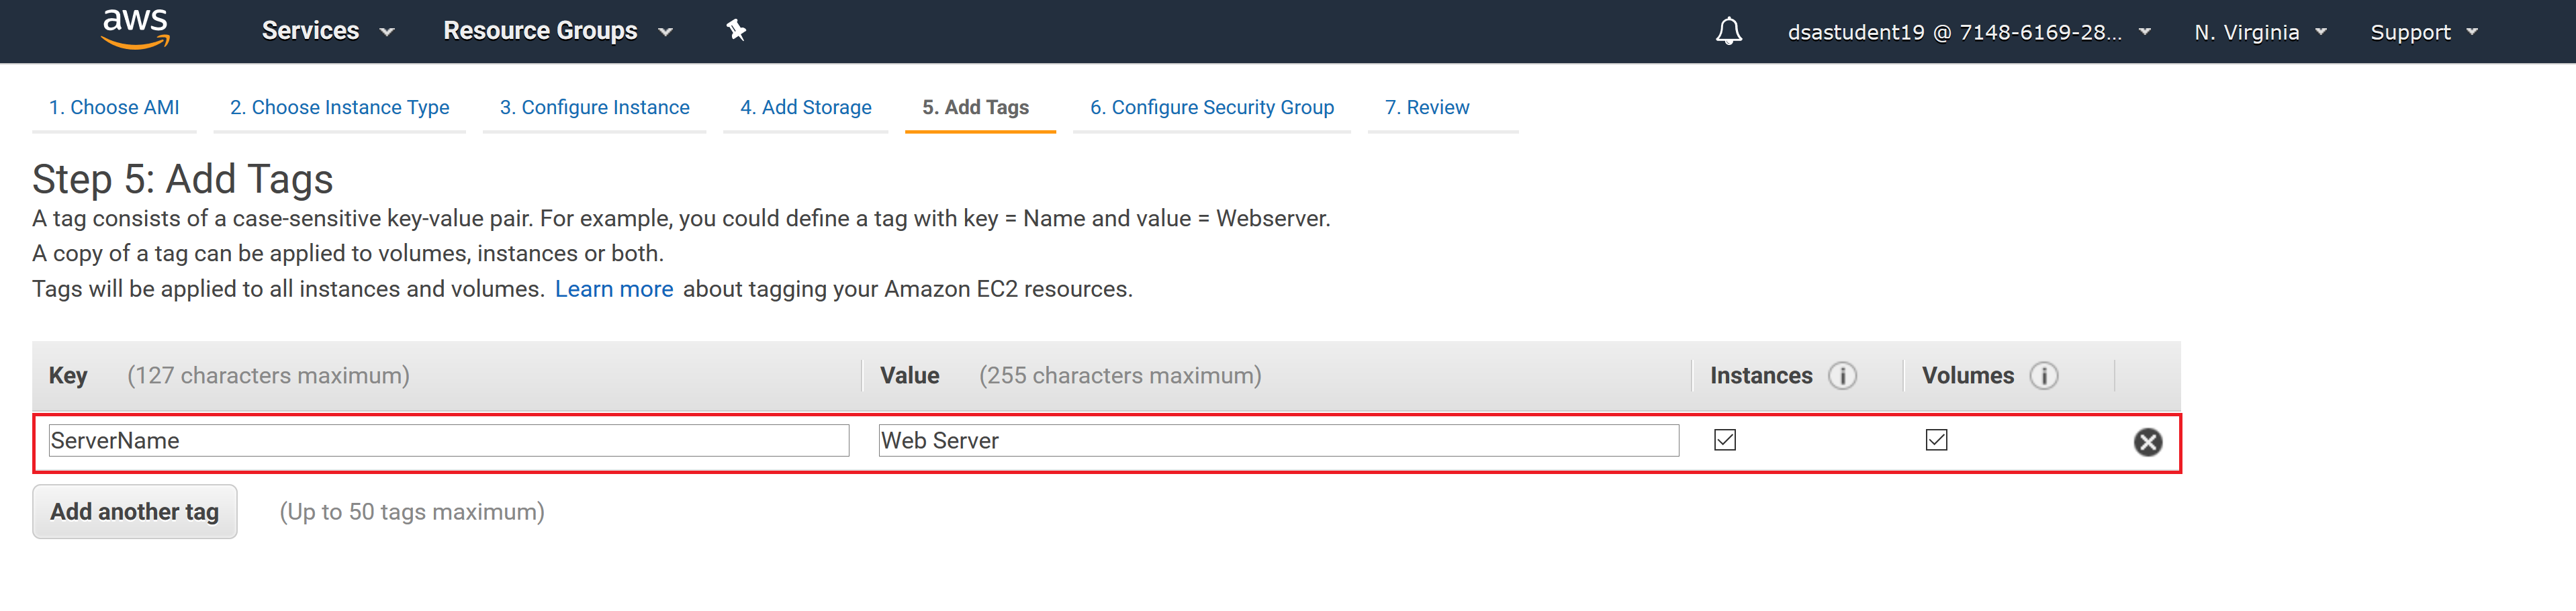 aws Services Resource Groups dsastudent19 @ 7148-6169-28... N. Virginia Support
1. Choose AMI 2. Choose Instance Type 3. Configure Instance 4. Add Storage 5. Add Tags 6. Configure Security Group 7. Review
Step 5: Add Tags
A tag consists of a case-sensitive key-value pair. For example, you could define a tag with key = Name and value = Webserver.
A copy of a tag can be applied to volumes, instances or both.
Tags will be applied to all instances and volumes. Learn more about tagging your Amazon EC2 resources.
Key (127 characters maximum) Value (255 characters maximum) Instances i Volumes i
ServerName Web Server
Add another tag (Up to 50 tags maximum)